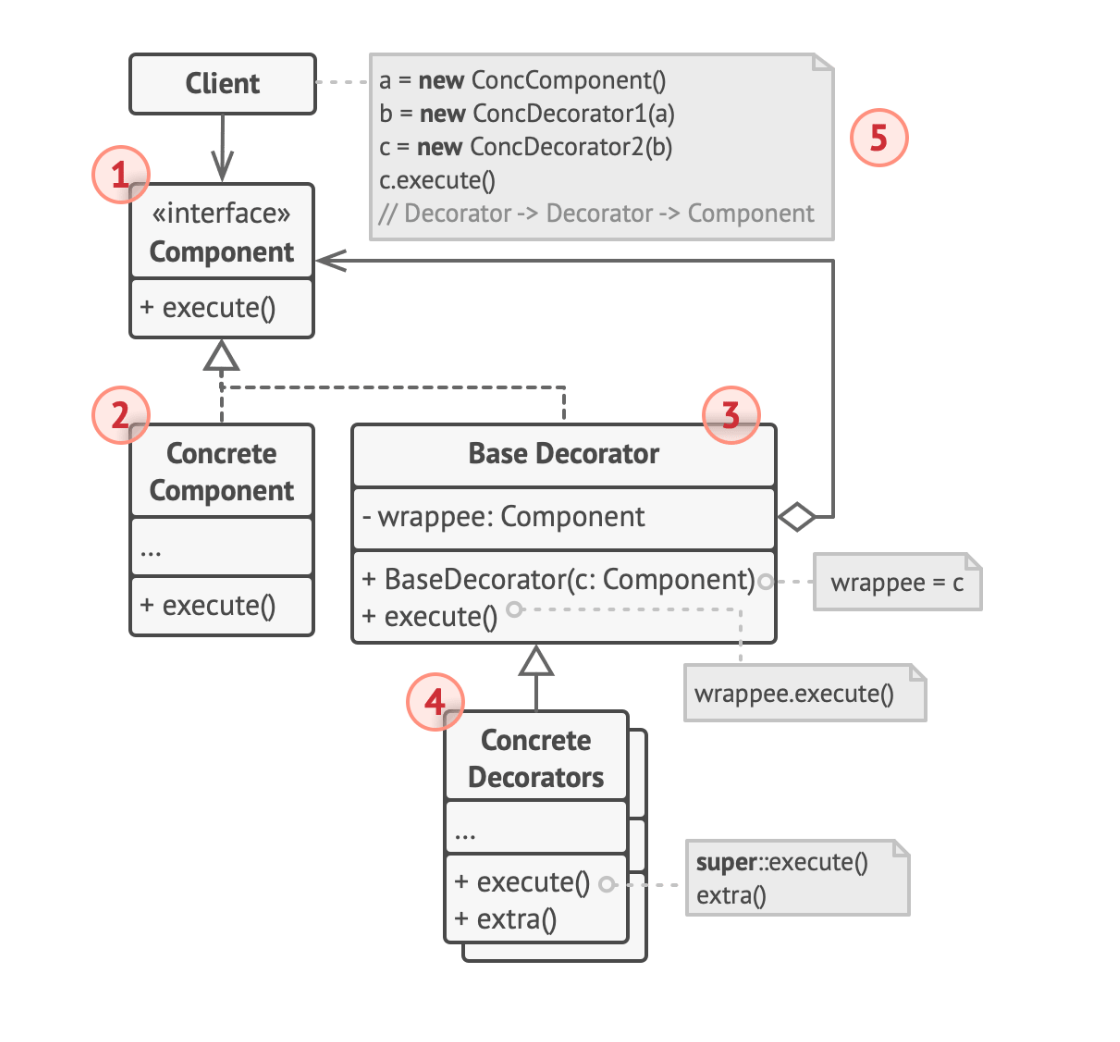 Client
a = new ConcComponent()
b = new ConcDecorator1(a)
c = new ConcDecorator2(b)
c.execute()
// Decorator -> Decorator -> Component
5
1
«interface»
Component
+ execute()
2
Concrete
Component
...
+ execute()
3
Base Decorator
- wrappee: Component
+ BaseDecorator(c: Component)
+ execute()
wrappee = c
wrappee.execute()
4
Concrete
Decorators
...
+ execute()
+ extra()
super::execute()
extra()